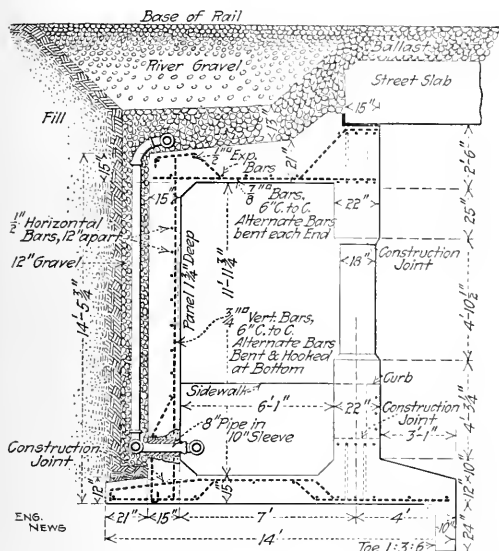 Base of Rail
Ballast
River Gravel
Street Slab
15"
Fill
13"
15"
1/2"□ Exp. Bars
21"
2'-6"
7/8"□ Bars,
6" C. to C.
Alternate Bars
bent each End
15"
22"
25"
1/2" Horizontal
Bars, 12" apart
12" Gravel
14'-5 3/4"
Panel 1 3/4" Deep
11'-11 3/4"
18"
Construction
Joint
3/4"□ Vert. Bars,
6" C. to C.
Alternate Bars
Bent & Hooked
at Bottom
4'-10 1/2"
Sidewalk
Curb
6'-1"
22"
Construction
Joint
4'-3 1/4"
8" Pipe in
10" Sleeve
3'-1"
Construction
Joint
12"
15"
10"
12"
24"
ENG.
NEWS
21"
15"
7'
4'
10"
14'
Toe 1:3:6